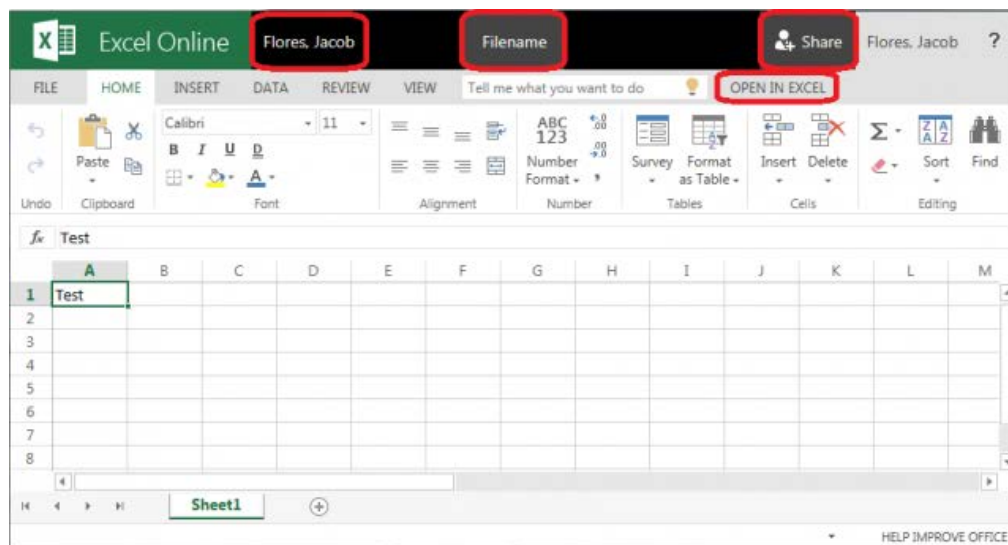 Excel Online Flores, Jacob Filename Share Flores, Jacob ?
FILE HOME INSERT DATA REVIEW VIEW Tell me what you want to do OPEN IN EXCEL
Calibri 11 ABC 123 .00 .0 .00 Σ A Z Z A
B I U D A
Paste Number Format Survey Format as Table Insert Delete Sort Find
Undo Clipboard Font Alignment Number Tables Cells Editing
fx Test
A B C D E F G H I J K L M
1 Test
2
3
4
5
6
7
8
Sheet1
HELP IMPROVE OFFICE